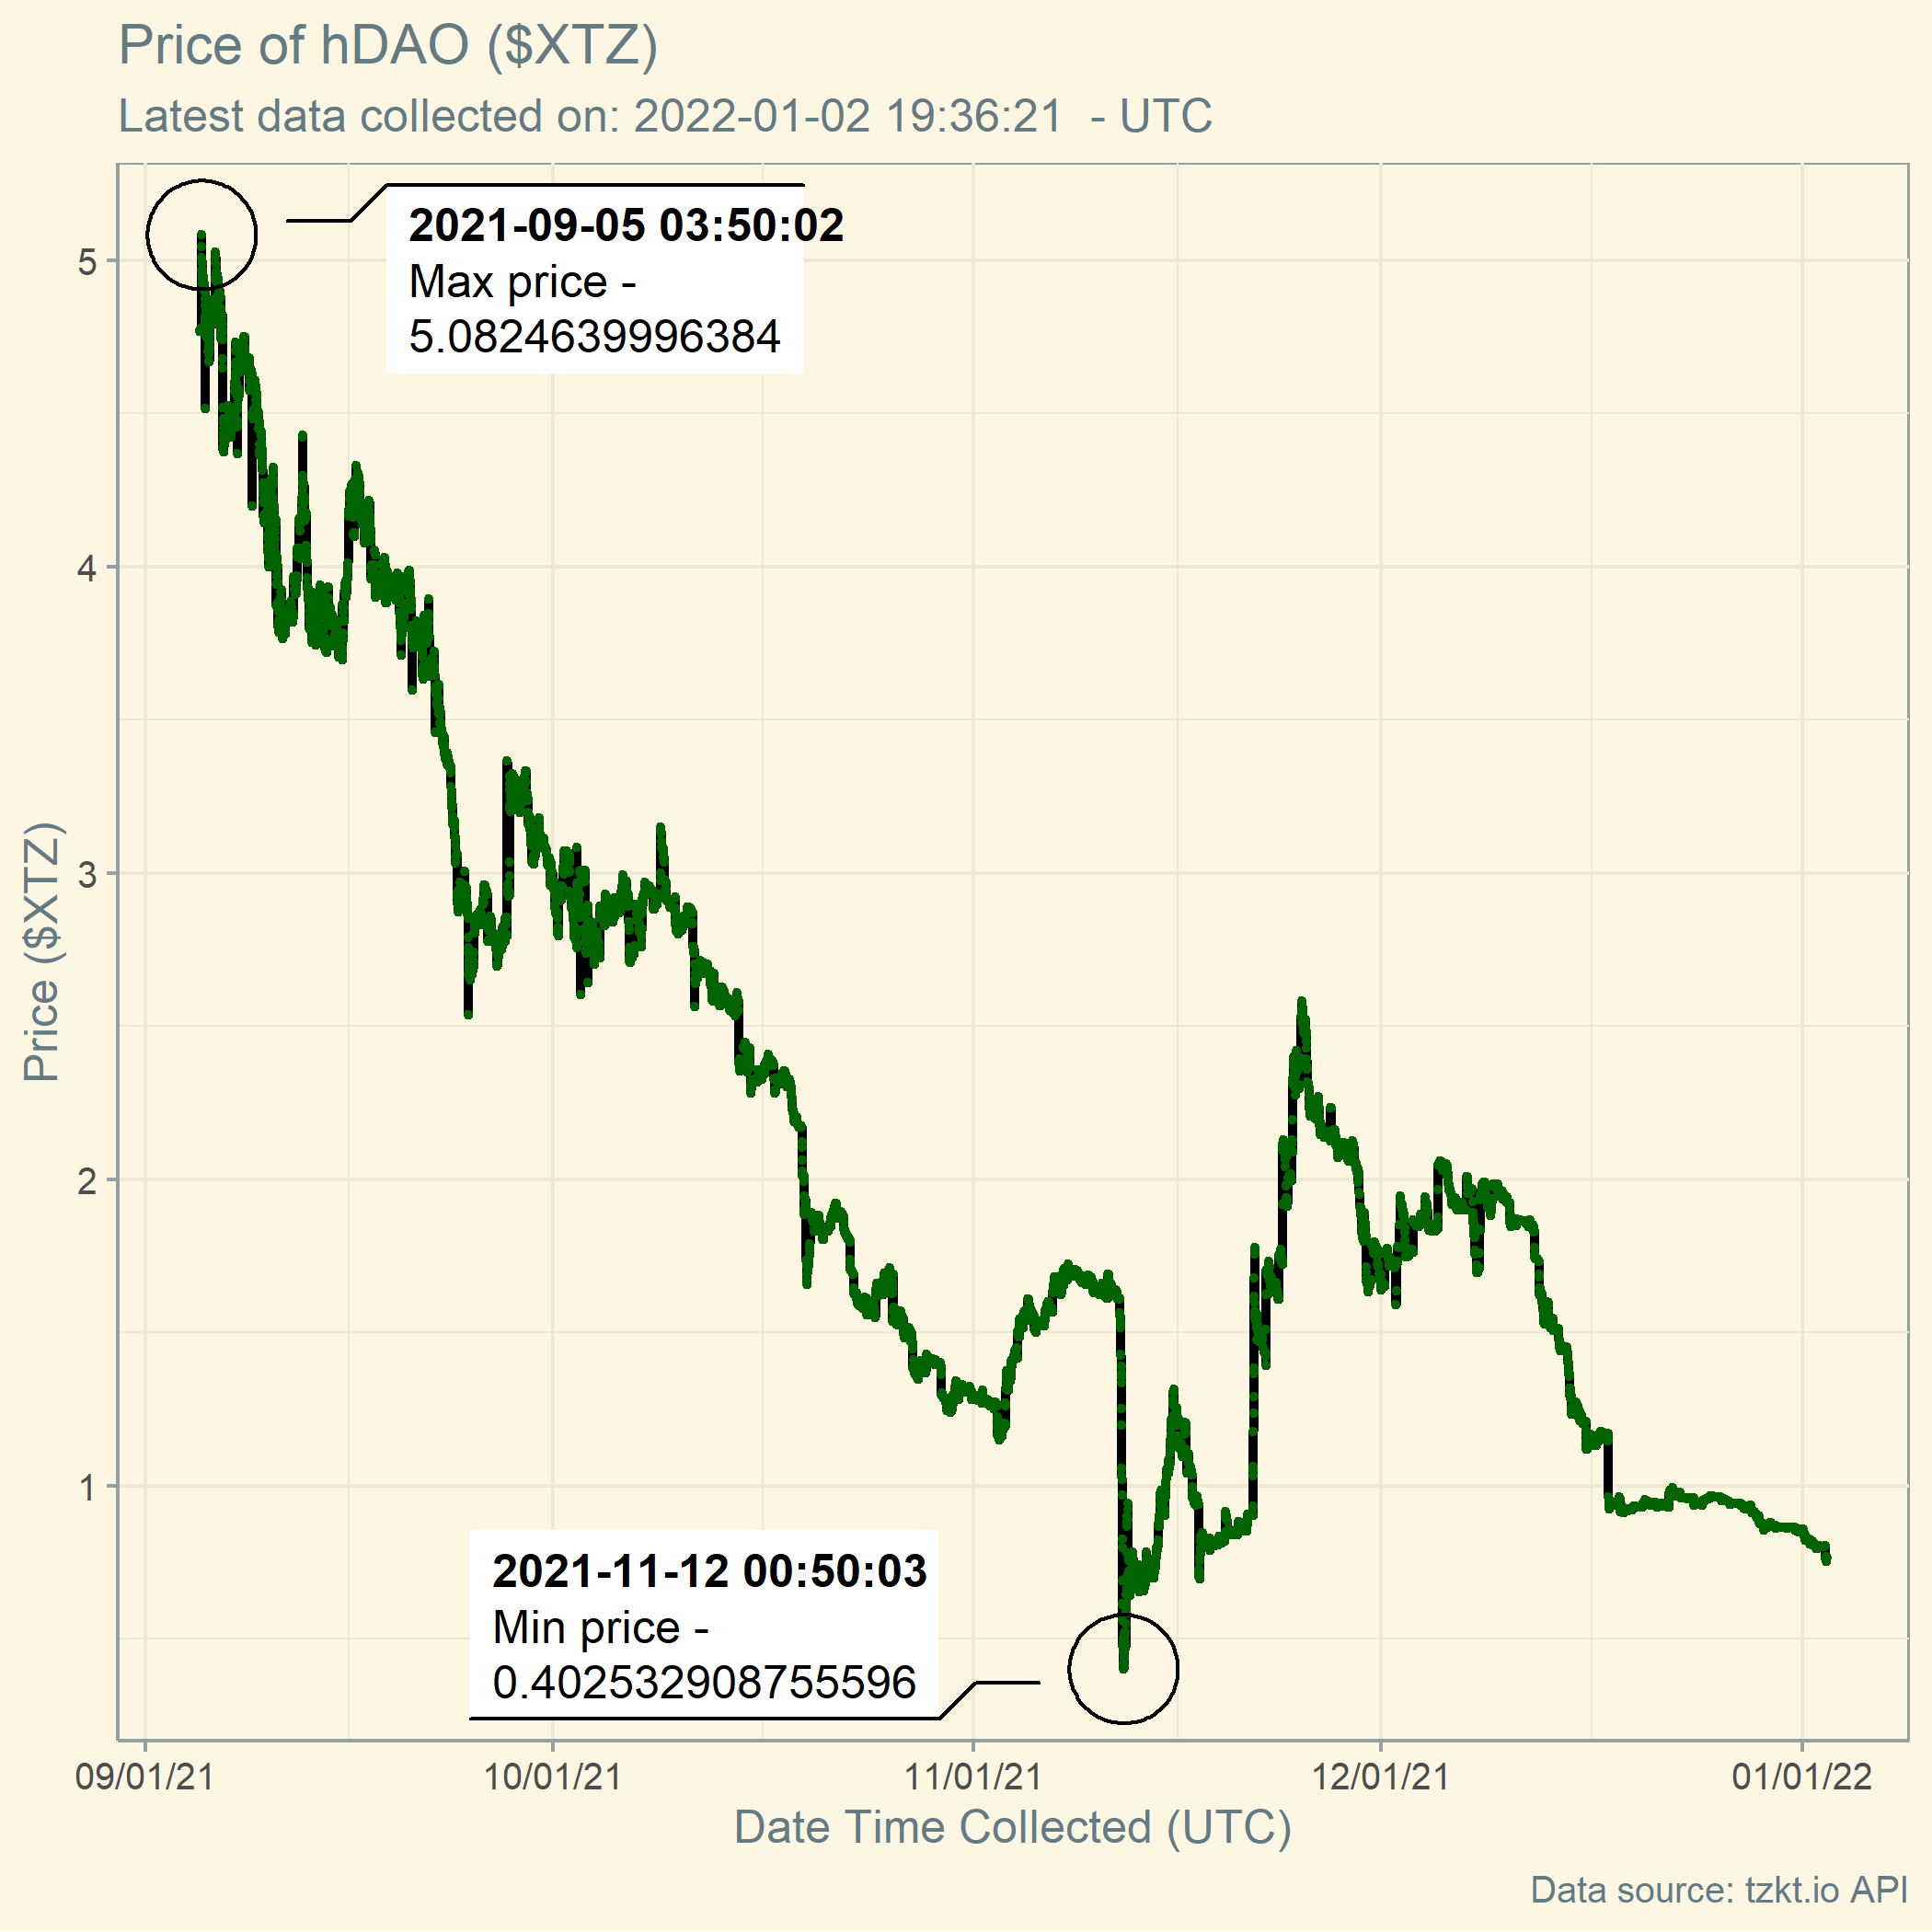 Price of hDAO ($XTZ)
Latest data collected on: 2022-01-02 19:36:21  - UTC
2021-09-05 03:50:02
Max price -
5.0824639996384
5
4
3
2
1
Price ($XTZ)
2021-11-12 00:50:03
Min price -
0.402532908755596
09/01/21
10/01/21
11/01/21
12/01/21
01/01/22
Date Time Collected (UTC)
Data source: tzkt.io API